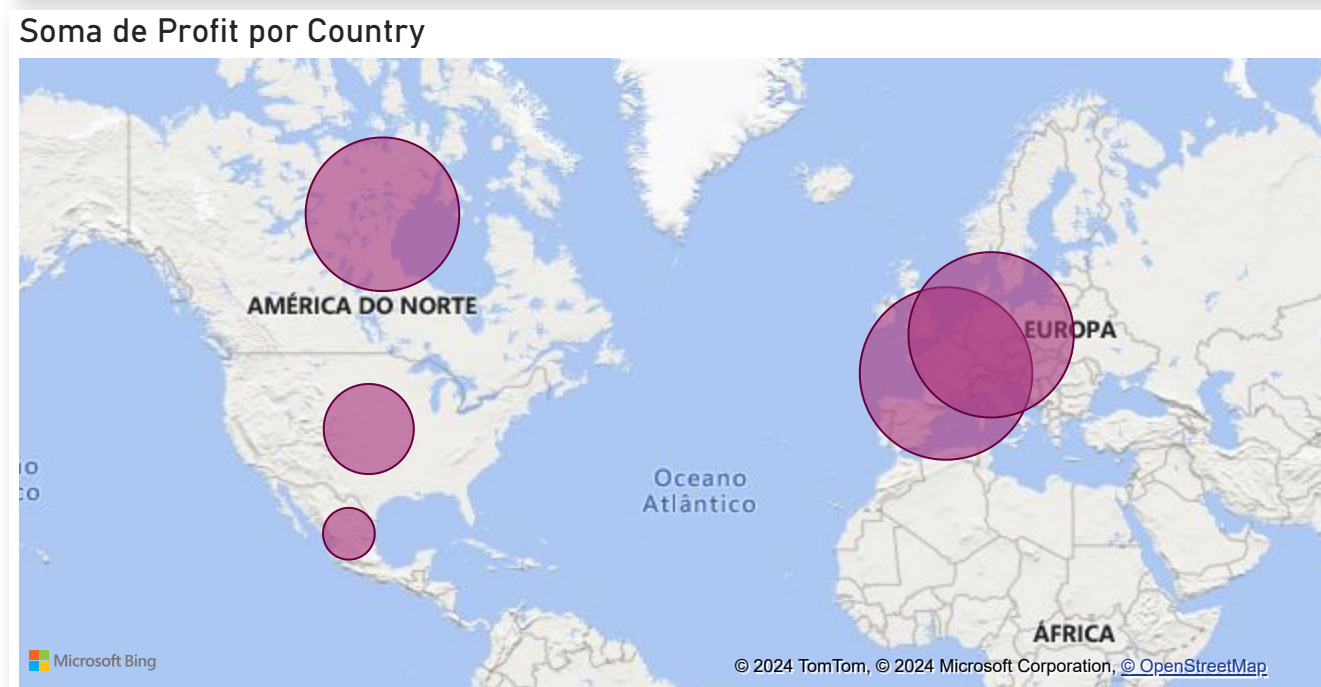 Soma de Profit por Country
AMÉRICA DO NORTE
EUROPA
Oceano
Atlântico
ÁFRICA
Microsoft Bing
© 2024 TomTom, © 2024 Microsoft Corporation, © OpenStreetMap